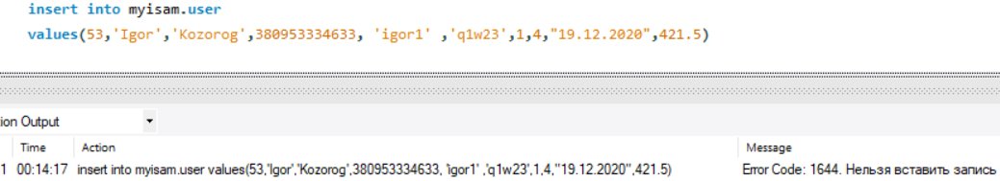 insert into myisam.user
values(53,'Igor','Kozorog',380953334633, 'igor1' ,'q1w23',1,4,"19.12.2020",421.5)
ion Output
Time Action Message
1 00:14:17 insert into myisam.user values(53,'Igor','Kozorog',380953334633, 'igor1' ,'q1w23',1,4,"19.12.2020",421.5) Error Code: 1644. Нельзя вставить запись